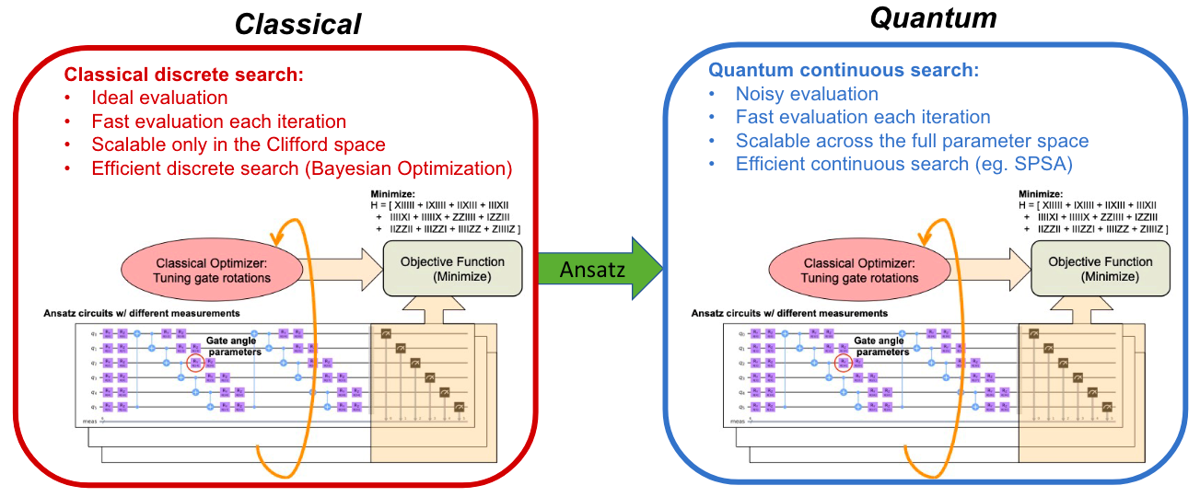 Classical
Classical discrete search:
• Ideal evaluation
• Fast evaluation each iteration
• Scalable only in the Clifford space
• Efficient discrete search (Bayesian Optimization)
Minimize:
H = [ XIIIII + IXIIII + IIXIII + IIIXII
+ IIIIXI + IIIIIX + ZZIIII + IZZIII
+ IIZZII + IIIZZI + IIIIZZ + ZIIIIZ ]
Classical Optimizer:
Tuning gate rotations
Objective Function
(Minimize)
Ansatz circuits w/ different measurements
Gate angle
parameters
meas
Ansatz
Quantum
Quantum continuous search:
• Noisy evaluation
• Fast evaluation each iteration
• Scalable across the full parameter space
• Efficient continuous search (eg. SPSA)
Minimize:
H = [ XIIIII + IXIIII + IIXIII + IIIXII
+ IIIIXI + IIIIIX + ZZIIII + IZZIII
+ IIZZII + IIIZZI + IIIIZZ + ZIIIIZ ]
Classical Optimizer:
Tuning gate rotations
Objective Function
(Minimize)
Ansatz circuits w/ different measurements
Gate angle
parameters
meas